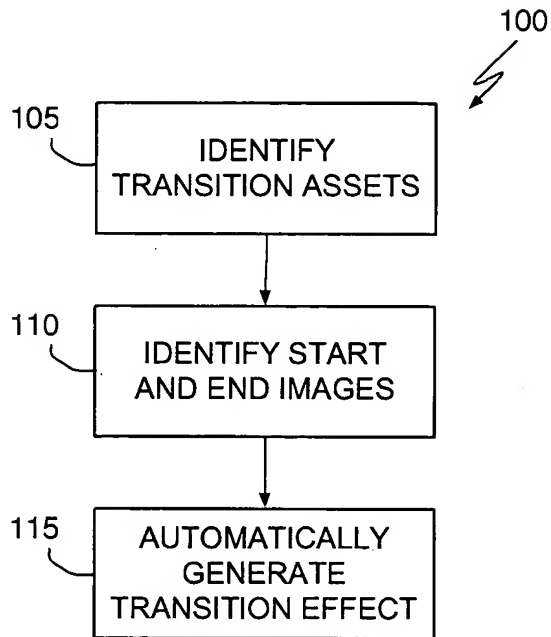 100
105
IDENTIFY
TRANSITION ASSETS
110
IDENTIFY START
AND END IMAGES
115
AUTOMATICALLY
GENERATE
TRANSITION EFFECT